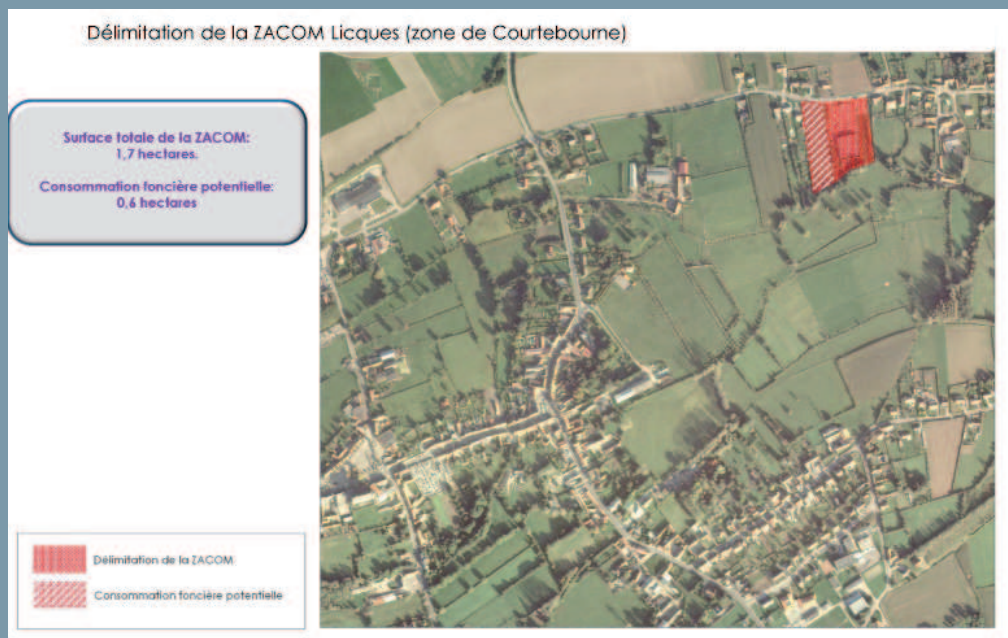 Délimitation de la ZACOM Licques (zone de Courtebourne)
Surface totale de la ZACOM:
1,7 hectares.
Consommation foncière potentielle:
0,6 hectares
Délimitation de la ZACOM
Consommation foncière potentielle